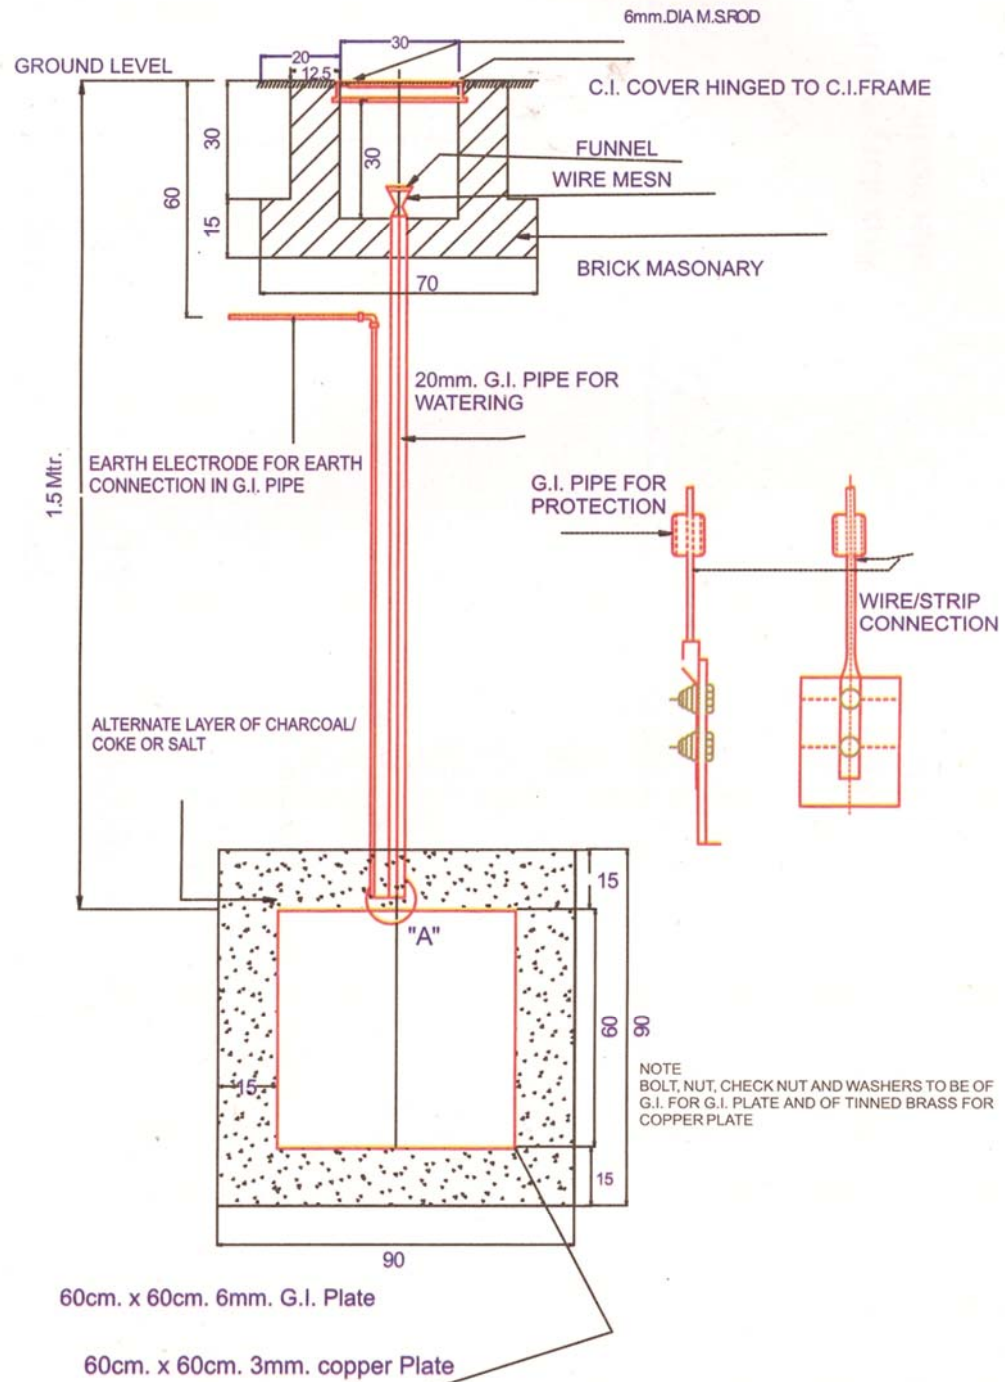 6mm.DIA M.S.ROD
20
30
12.5
GROUND LEVEL
C.I. COVER HINGED TO C.I.FRAME
30
30
FUNNEL
WIRE MESN
60
15
BRICK MASONARY
70
20mm. G.I. PIPE FOR
WATERING
EARTH ELECTRODE FOR EARTH
CONNECTION IN G.I. PIPE
1.5 Mtr.
G.I. PIPE FOR
PROTECTION
WIRE/STRIP
CONNECTION
ALTERNATE LAYER OF CHARCOAL/
COKE OR SALT
15
"A"
60
90
15
NOTE
BOLT, NUT, CHECK NUT AND WASHERS TO BE OF
G.I. FOR G.I. PLATE AND OF TINNED BRASS FOR
COPPER PLATE
15
90
60cm. x 60cm. 6mm. G.I. Plate
60cm. x 60cm. 3mm. copper Plate